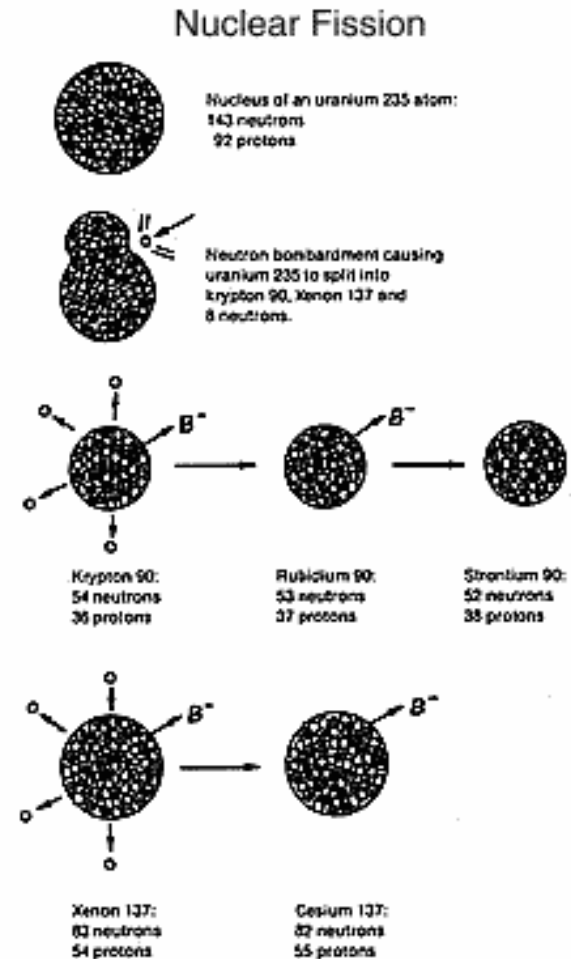 Nuclear Fission
Nucleus of an uranium 235 atom:
143 neutrons
92 protons
Neutron bombardment causing
uranium 235 to split into
krypton 90, Xenon 137 and
8 neutrons.
B⁻
B⁻
Krypton 90:
54 neutrons
36 protons
Rubidium 90:
53 neutrons
37 protons
Strontium 90:
52 neutrons
38 protons
B⁻
B⁻
Xenon 137:
83 neutrons
54 protons
Cesium 137:
82 neutrons
55 protons